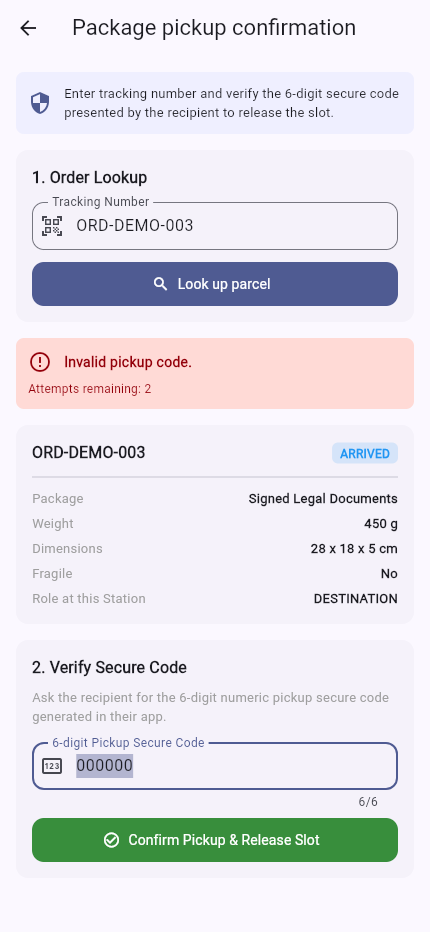 Package pickup confirmation
Enter tracking number and verify the 6-digit secure code
presented by the recipient to release the slot.
1. Order Lookup
Tracking Number
ORD-DEMO-003
Look up parcel
Invalid pickup code.
Attempts remaining: 2
ORD-DEMO-003 ARRIVED
Package Signed Legal Documents
Weight 450 g
Dimensions 28 x 18 x 5 cm
Fragile No
Role at this Station DESTINATION
2. Verify Secure Code
Ask the recipient for the 6-digit numeric pickup secure code
generated in their app.
6-digit Pickup Secure Code
123 000000
6/6
Confirm Pickup & Release Slot